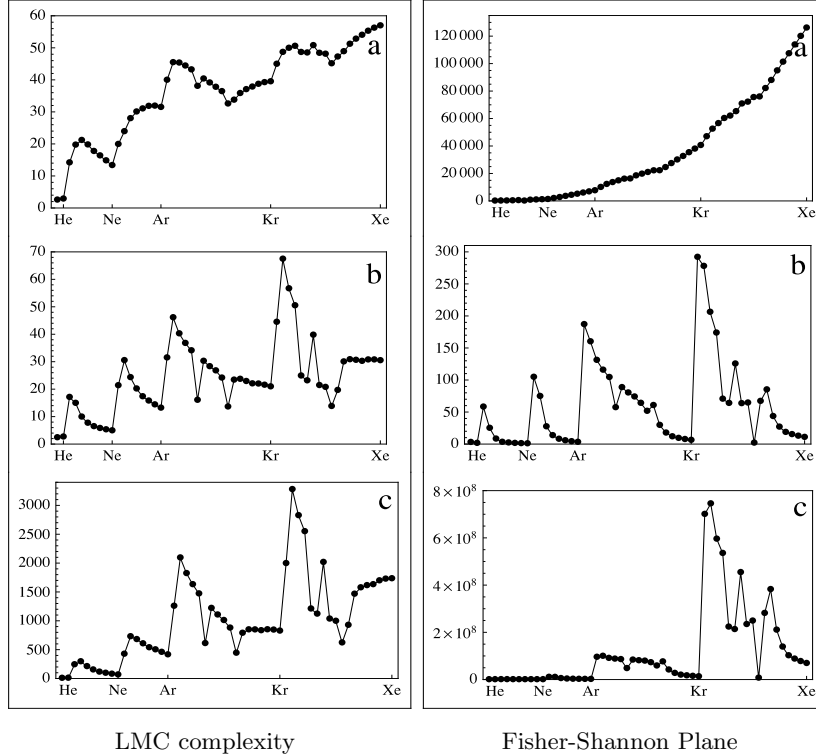 60
50
40
30
20
10
0
a
He Ne Ar Kr Xe
120 000
100 000
80 000
60 000
40 000
20 000
0
a
He Ne Ar Kr Xe
70
60
50
40
30
20
10
0
b
He Ne Ar Kr Xe
300
250
200
150
100
50
0
b
He Ne Ar Kr Xe
3000
2500
2000
1500
1000
500
0
c
He Ne Ar Kr Xe
8 × 10⁸
6 × 10⁸
4 × 10⁸
2 × 10⁸
0
c
He Ne Ar Kr Xe
LMC complexity
Fisher-Shannon Plane